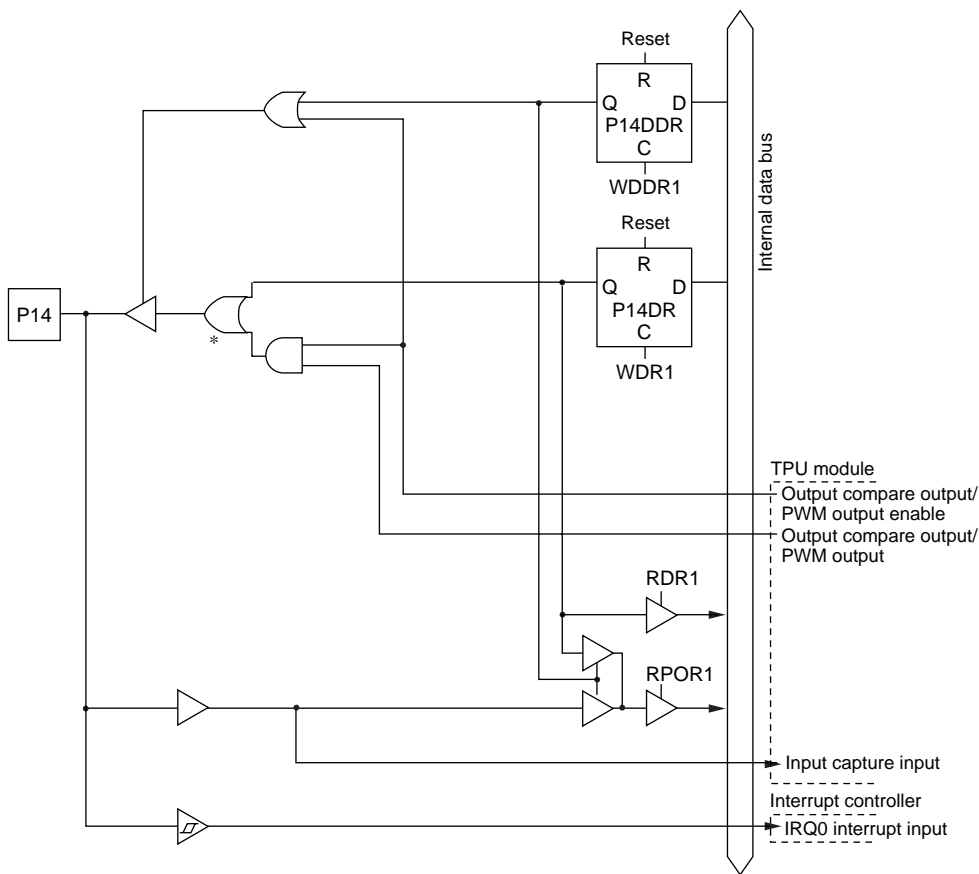 Reset
R
Q D
P14DDR
C
WDDR1
Internal data bus
Reset
R
Q D
P14DR
C
WDR1
P14
*
TPU module
Output compare output/
PWM output enable
Output compare output/
PWM output
RDR1
RPOR1
Input capture input
Interrupt controller
IRQ0 interrupt input